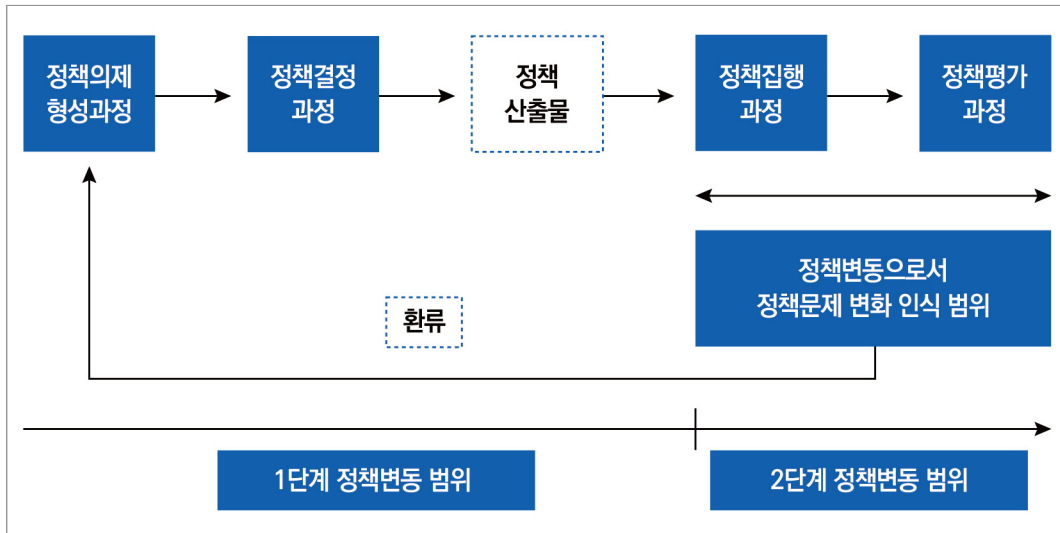 정책의제
형성과정
정책결정
과정
정책
산출물
정책집행
과정
정책평가
과정
정책변동으로서
정책문제 변화 인식 범위
환류
1단계 정책변동 범위
2단계 정책변동 범위